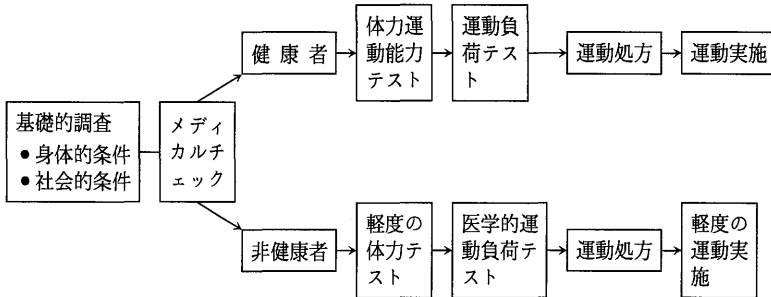 基礎的調査
●身体的条件
●社会的条件
メディ
カルチ
ェック
健康者
体力運
動能力
テスト
運動負
荷テス
ト
運動処方
運動実施
非健康者
軽度の
体力テ
スト
医学的運
動負荷テ
スト
運動処方
軽度の
運動実
施